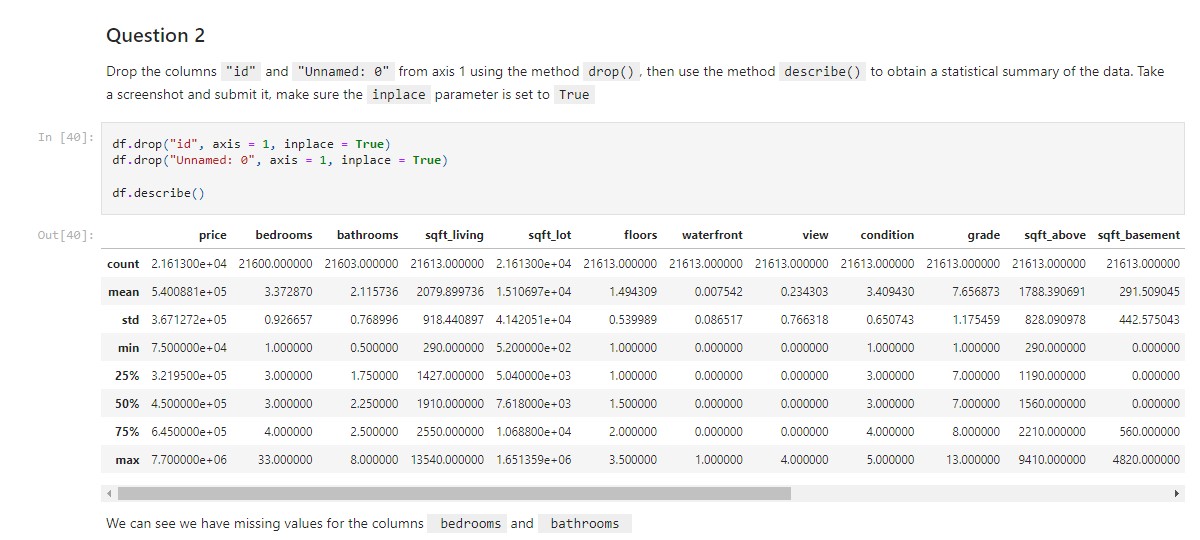 Question 2
Drop the columns "id" and "Unnamed: 0" from axis 1 using the method drop() , then use the method describe() to obtain a statistical summary of the data. Take
a screenshot and submit it, make sure the inplace parameter is set to True
In [40]:
df.drop("id", axis = 1, inplace = True)
df.drop("Unnamed: 0", axis = 1, inplace = True)
df.describe()
Out[40]:
price bedrooms bathrooms sqft_living sqft_lot floors waterfront view condition grade sqft_above sqft_basement
count 2.161300e+04 21600.000000 21603.000000 21613.000000 2.161300e+04 21613.000000 21613.000000 21613.000000 21613.000000 21613.000000 21613.000000 21613.000000
mean 5.400881e+05 3.372870 2.115736 2079.899736 1.510697e+04 1.494309 0.007542 0.234303 3.409430 7.656873 1788.390691 291.509045
std 3.671272e+05 0.926657 0.768996 918.440897 4.142051e+04 0.539989 0.086517 0.766318 0.650743 1.175459 828.090978 442.575043
min 7.500000e+04 1.000000 0.500000 290.000000 5.200000e+02 1.000000 0.000000 0.000000 1.000000 1.000000 290.000000 0.000000
25% 3.219500e+05 3.000000 1.750000 1427.000000 5.040000e+03 1.000000 0.000000 0.000000 3.000000 7.000000 1190.000000 0.000000
50% 4.500000e+05 3.000000 2.250000 1910.000000 7.618000e+03 1.500000 0.000000 0.000000 3.000000 7.000000 1560.000000 0.000000
75% 6.450000e+05 4.000000 2.500000 2550.000000 1.068800e+04 2.000000 0.000000 0.000000 4.000000 8.000000 2210.000000 560.000000
max 7.700000e+06 33.000000 8.000000 13540.000000 1.651359e+06 3.500000 1.000000 4.000000 5.000000 13.000000 9410.000000 4820.000000
We can see we have missing values for the columns bedrooms and bathrooms